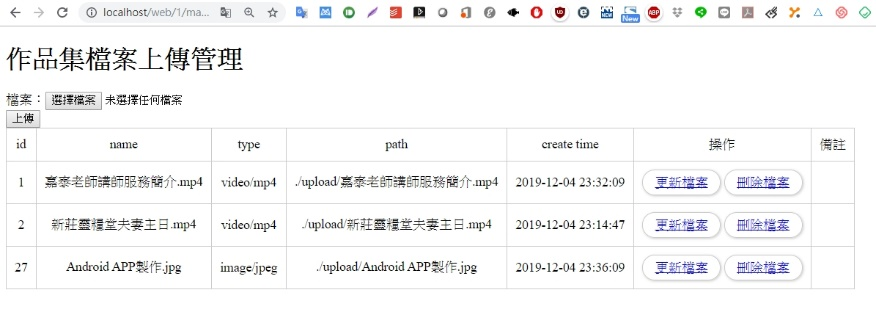 localhost/web/1/ma...
New
作品集檔案上傳管理
檔案：選擇檔案 未選擇任何檔案
上傳
id name type path create time 操作 備註
1 嘉泰老師講師服務簡介.mp4 video/mp4 ./upload/嘉泰老師講師服務簡介.mp4 2019-12-04 23:32:09 更新檔案 刪除檔案
2 新莊靈糧堂夫妻主日.mp4 video/mp4 ./upload/新莊靈糧堂夫妻主日.mp4 2019-12-04 23:14:47 更新檔案 刪除檔案
27 Android APP製作.jpg image/jpeg ./upload/Android APP製作.jpg 2019-12-04 23:36:09 更新檔案 刪除檔案